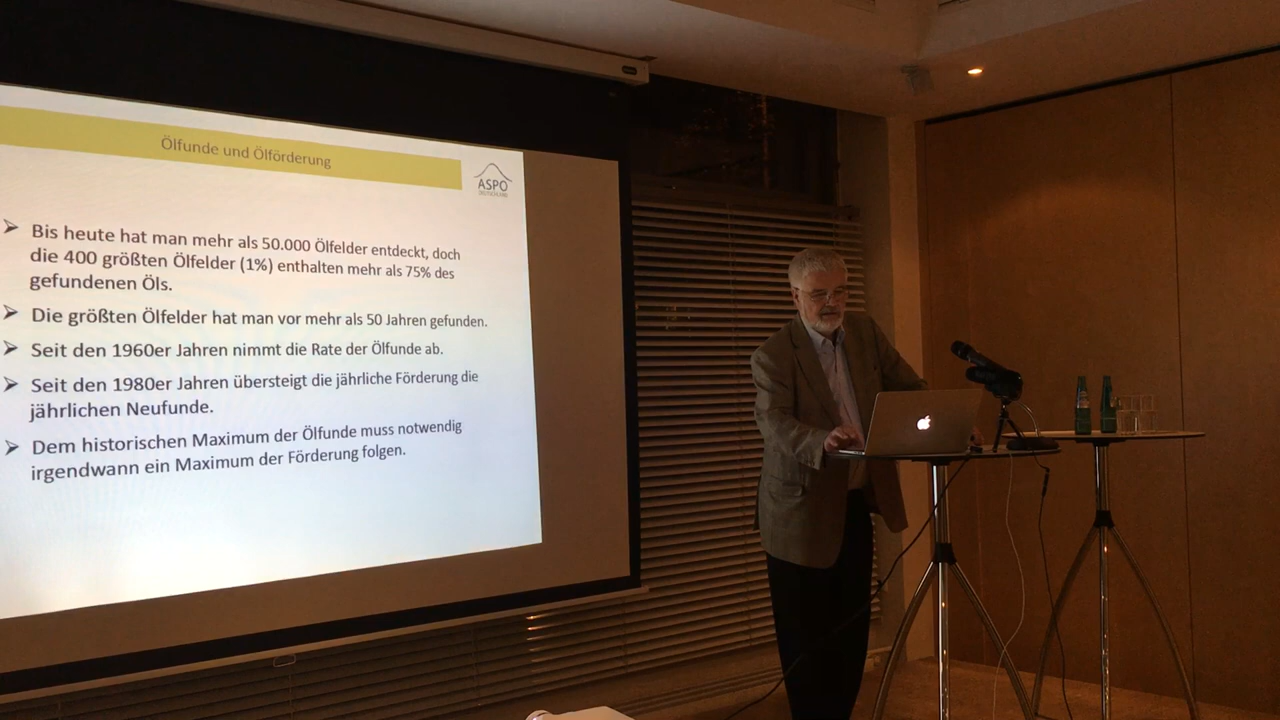 Ölfunde und Ölförderung
ASPO
DEUTSCHLAND
Bis heute hat man mehr als 50.000 Ölfelder entdeckt, doch
die 400 größten Ölfelder (1%) enthalten mehr als 75% des
gefundenen Öls.
Die größten Ölfelder hat man vor mehr als 50 Jahren gefunden.
Seit den 1960er Jahren nimmt die Rate der Ölfunde ab.
Seit den 1980er Jahren übersteigt die jährliche Förderung die
jährlichen Neufunde.
Dem historischen Maximum der Ölfunde muss notwendig
irgendwann ein Maximum der Förderung folgen.